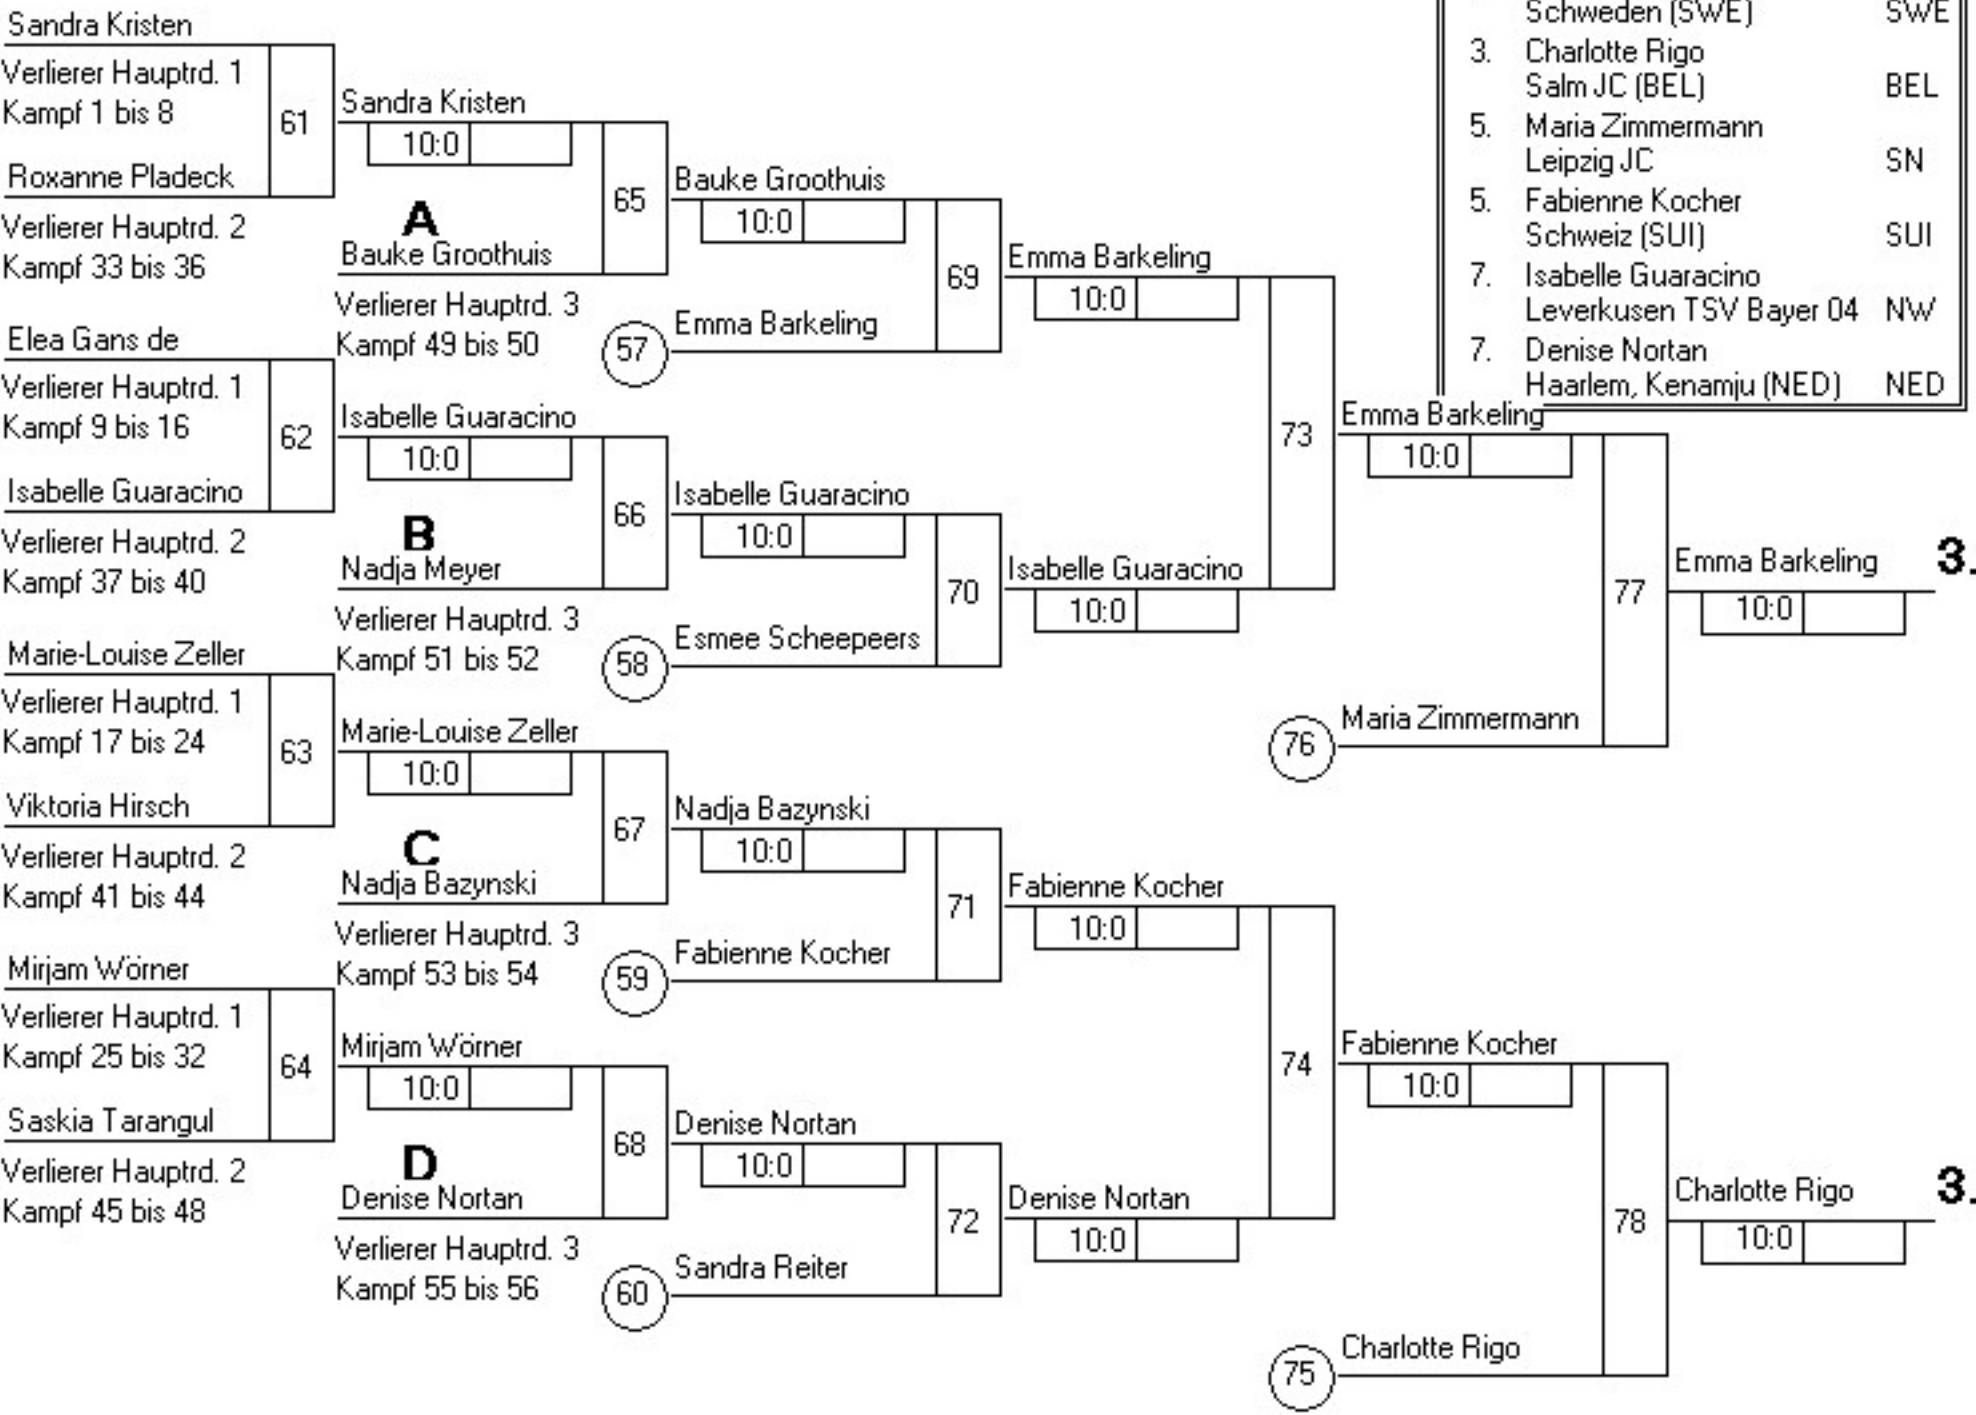 Sandra Kristen
Verlierer Hauptrd. 1
Kampf 1 bis 8
61
Roxanne Pladeck
Verlierer Hauptrd. 2
Kampf 33 bis 36
Elea Gans de
Verlierer Hauptrd. 1
Kampf 9 bis 16
62
Isabelle Guaracino
Verlierer Hauptrd. 2
Kampf 37 bis 40
Marie-Louise Zeller
Verlierer Hauptrd. 1
Kampf 17 bis 24
63
Viktoria Hirsch
Verlierer Hauptrd. 2
Kampf 41 bis 44
Mirjam Wörner
Verlierer Hauptrd. 1
Kampf 25 bis 32
64
Saskia Tarangul
Verlierer Hauptrd. 2
Kampf 45 bis 48
Sandra Kristen
10:0
A
65
Bauke Groothuis
Verlierer Hauptrd. 3
Kampf 49 bis 50
Isabelle Guaracino
10:0
B
66
Nadja Meyer
Verlierer Hauptrd. 3
Kampf 51 bis 52
Marie-Louise Zeller
10:0
C
67
Nadja Bazynski
Verlierer Hauptrd. 3
Kampf 53 bis 54
Mirjam Wörner
10:0
D
68
Denise Nortan
Verlierer Hauptrd. 3
Kampf 55 bis 56
Bauke Groothuis
10:0
69
57
Emma Barkeling
Isabelle Guaracino
10:0
70
58
Esmee Scheepeers
Nadja Bazynski
10:0
71
59
Fabienne Kocher
Denise Nortan
10:0
72
60
Sandra Reiter
Emma Barkeling
10:0
73
Isabelle Guaracino
10:0
Fabienne Kocher
10:0
74
Denise Nortan
10:0
Emma Barkeling
10:0
77
76
Maria Zimmermann
Fabienne Kocher
10:0
78
75
Charlotte Rigo
Emma Barkeling
3.
10:0
Charlotte Rigo
3.
10:0
Schweden (SWE) SWE
3. Charlotte Rigo
Salm JC (BEL) BEL
5. Maria Zimmermann
Leipzig JC SN
5. Fabienne Kocher
Schweiz (SUI) SUI
7. Isabelle Guaracino
Leverkusen TSV Bayer 04 NW
7. Denise Nortan
Haarlem, Kenamju (NED) NED